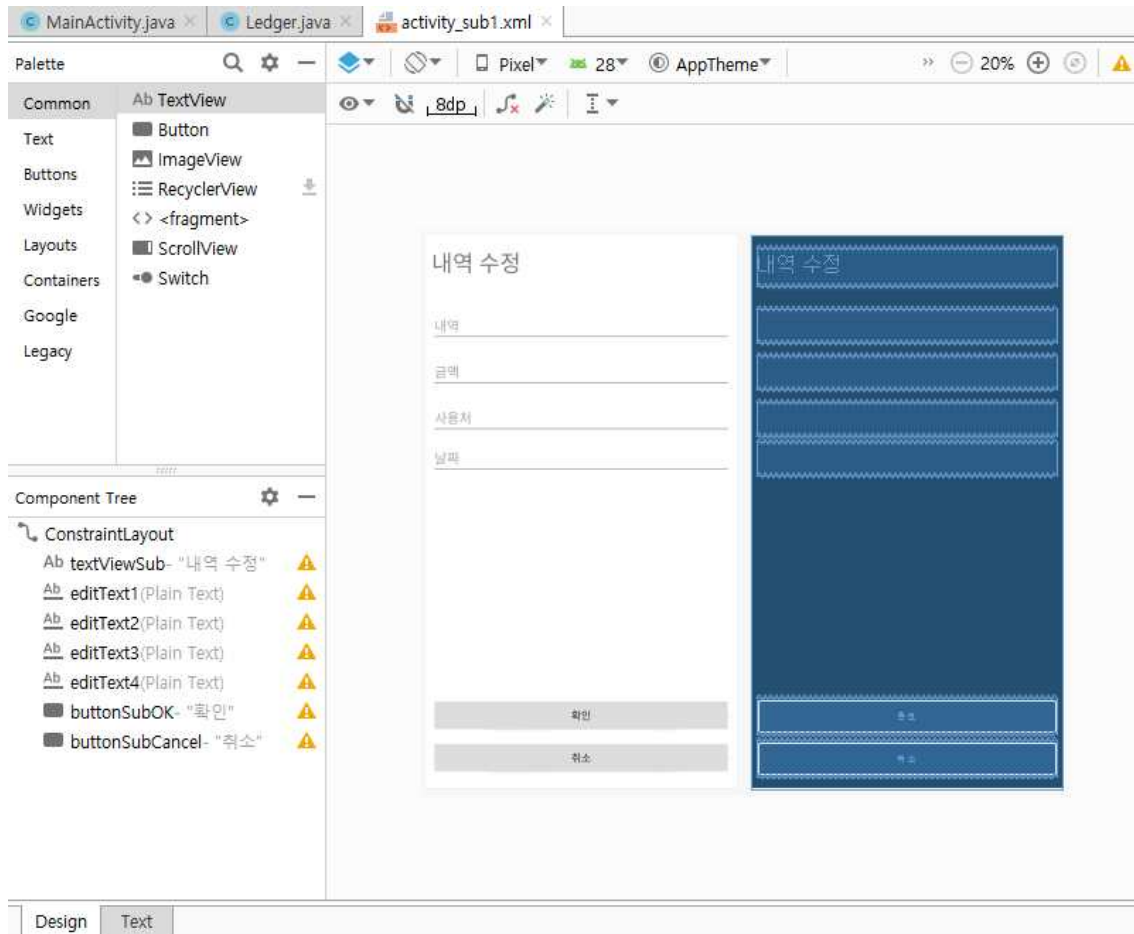 MainActivity.java
Ledger.java
activity_sub1.xml
Palette
Pixel 28 AppTheme 20%
8dp
Common
Text
Buttons
Widgets
Layouts
Containers
Google
Legacy
Ab TextView
Button
ImageView
RecyclerView
<fragment>
ScrollView
Switch
Component Tree
ConstraintLayout
Ab textViewSub- "내역 수정"
Ab editText1(Plain Text)
Ab editText2(Plain Text)
Ab editText3(Plain Text)
Ab editText4(Plain Text)
buttonSubOK- "확인"
buttonSubCancel- "취소"
내역 수정
내역
금액
사용처
날짜
확인
취소
내역 수정
취소
Design Text